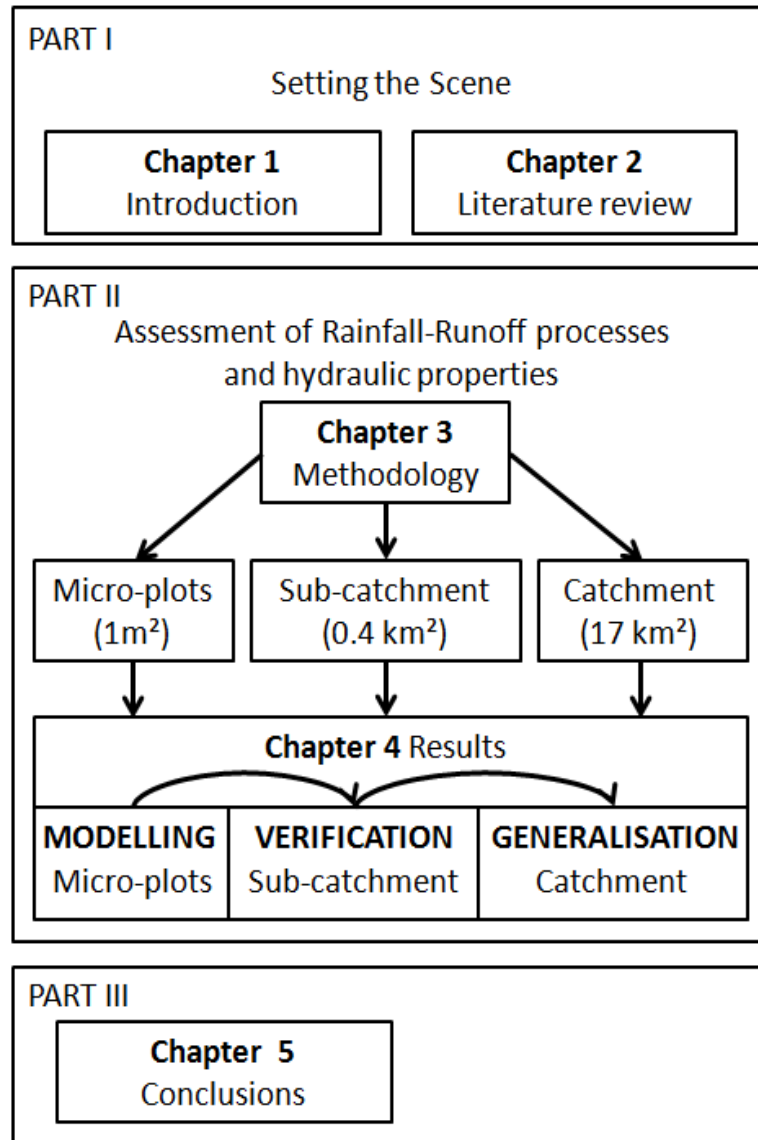 PART I
Setting the Scene
Chapter 1
Introduction
Chapter 2
Literature review
PART II
Assessment of Rainfall-Runoff processes
and hydraulic properties
Chapter 3
Methodology
Micro-plots
(1m²)
Sub-catchment
(0.4 km²)
Catchment
(17 km²)
Chapter 4 Results
MODELLING
Micro-plots
VERIFICATION
Sub-catchment
GENERALISATION
Catchment
PART III
Chapter 5
Conclusions